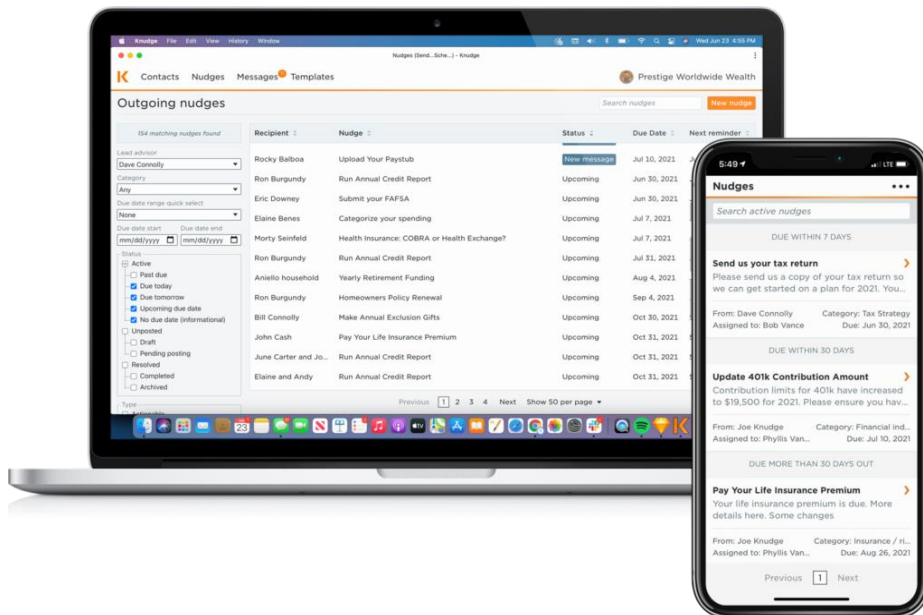 Knudge File Edit View History Window
Wed Jun 23 4:55 PM
Nudges (Send...Sche...) – Knudge
K Contacts Nudges Messages Templates
Prestige Worldwide Wealth
Outgoing nudges
Search nudges
New nudge
154 matching nudges found
Lead advisor
Dave Connolly
Category
Any
Due date range quick select
None
Due date start Due date end
mm/dd/yyyy mm/dd/yyyy
Status
Active
Past due
Due today
Due tomorrow
Upcoming due date
No due date (informational)
Unposted
Draft
Pending posting
Resolved
Completed
Archived
Type
Recipient Nudge Status Due Date Next reminder
Rocky Balboa Upload Your Paystub New message Jul 10, 2021
Ron Burgundy Run Annual Credit Report Upcoming Jun 30, 2021
Eric Downey Submit your FAFSA Upcoming Jun 30, 2021
Elaine Benes Categorize your spending Upcoming Jul 7, 2021
Morty Seinfeld Health Insurance: COBRA or Health Exchange? Upcoming Jul 7, 2021
Ron Burgundy Run Annual Credit Report Upcoming Jul 31, 2021
Aniello household Yearly Retirement Funding Upcoming Aug 4, 2021
Ron Burgundy Homeowners Policy Renewal Upcoming Sep 4, 2021
Bill Connolly Make Annual Exclusion Gifts Upcoming Oct 30, 2021
John Cash Pay Your Life Insurance Premium Upcoming Oct 31, 2021
June Carter and Jo... Run Annual Credit Report Upcoming Oct 31, 2021
Elaine and Andy Run Annual Credit Report Upcoming Oct 31, 2021
Previous 1 2 3 4 Next Show 50 per page
23
tv
5:49 LTE
Nudges
Search active nudges
DUE WITHIN 7 DAYS
Send us your tax return
Please send us a copy of your tax return so
we can get started on a plan for 2021. You...
From: Dave Connolly Category: Tax Strategy
Assigned to: Bob Vance Due: Jun 30, 2021
DUE WITHIN 30 DAYS
Update 401k Contribution Amount
Contribution limits for 401k have increased
to $19,500 for 2021. Please ensure you hav...
From: Joe Knudge Category: Financial ind...
Assigned to: Phyllis Van... Due: Jul 10, 2021
DUE MORE THAN 30 DAYS OUT
Pay Your Life Insurance Premium
Your life insurance premium is due. More
details here. Some changes
From: Joe Knudge Category: Insurance / ri...
Assigned to: Phyllis Van... Due: Aug 26, 2021
Previous 1 Next